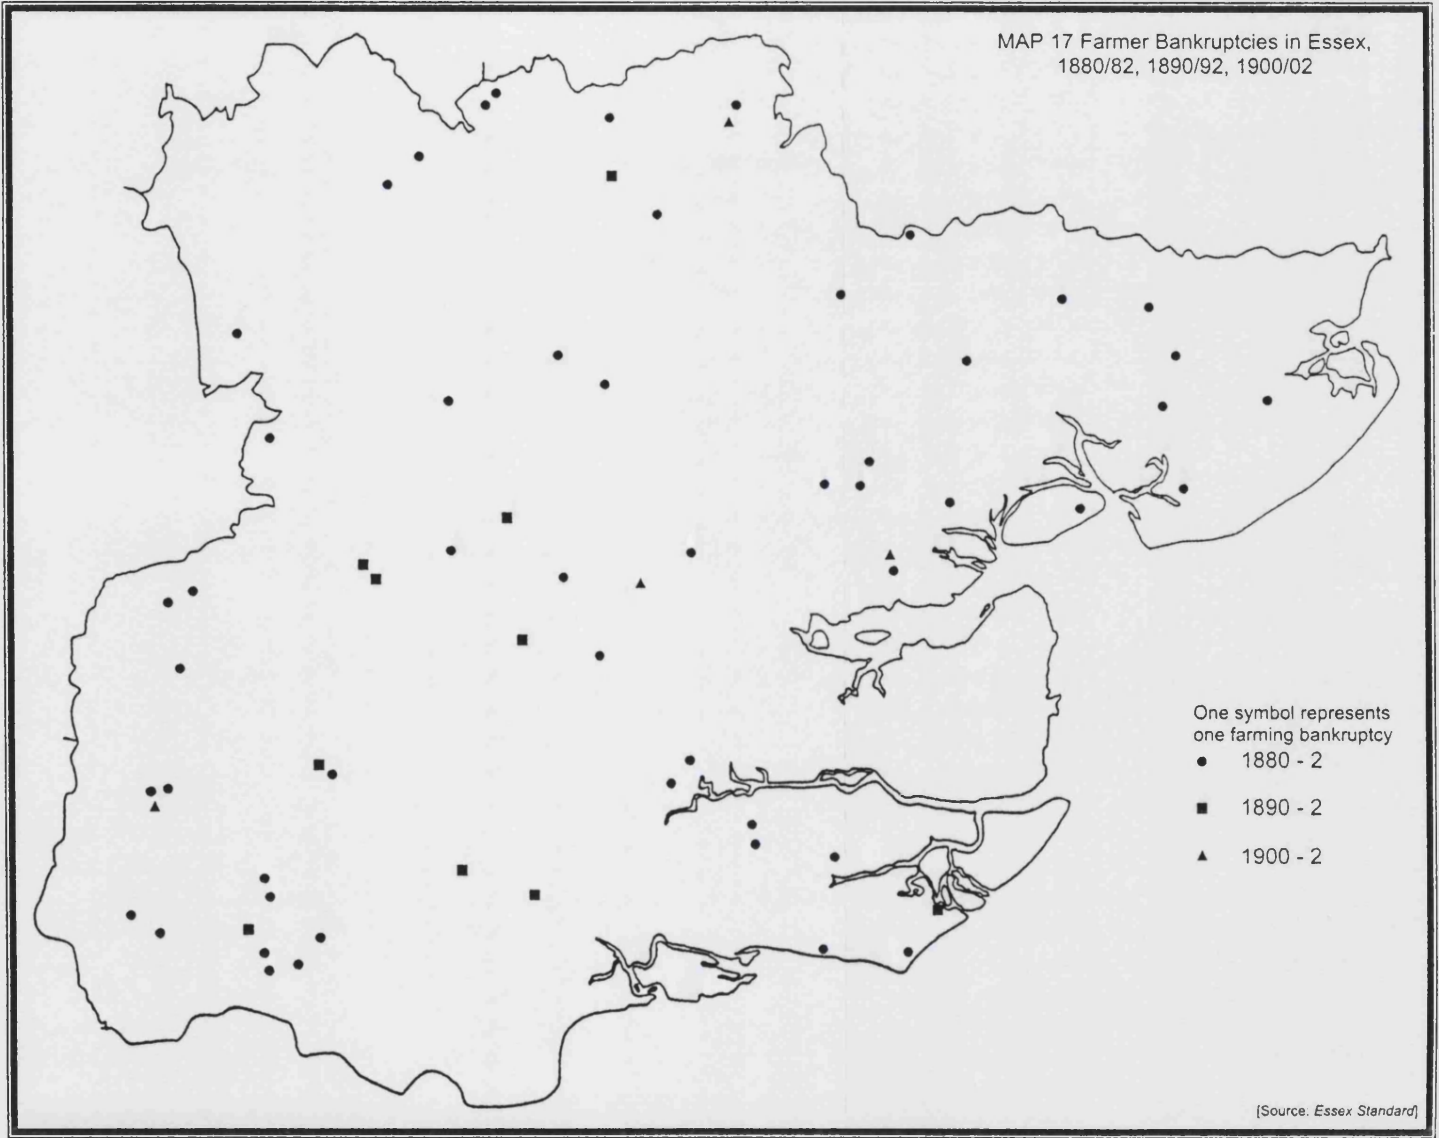 MAP 17 Farmer Bankruptcies in Essex,
1880/82, 1890/92, 1900/02
One symbol represents
one farming bankruptcy
1880 - 2
1890 - 2
1900 - 2
[Source: Essex Standard]